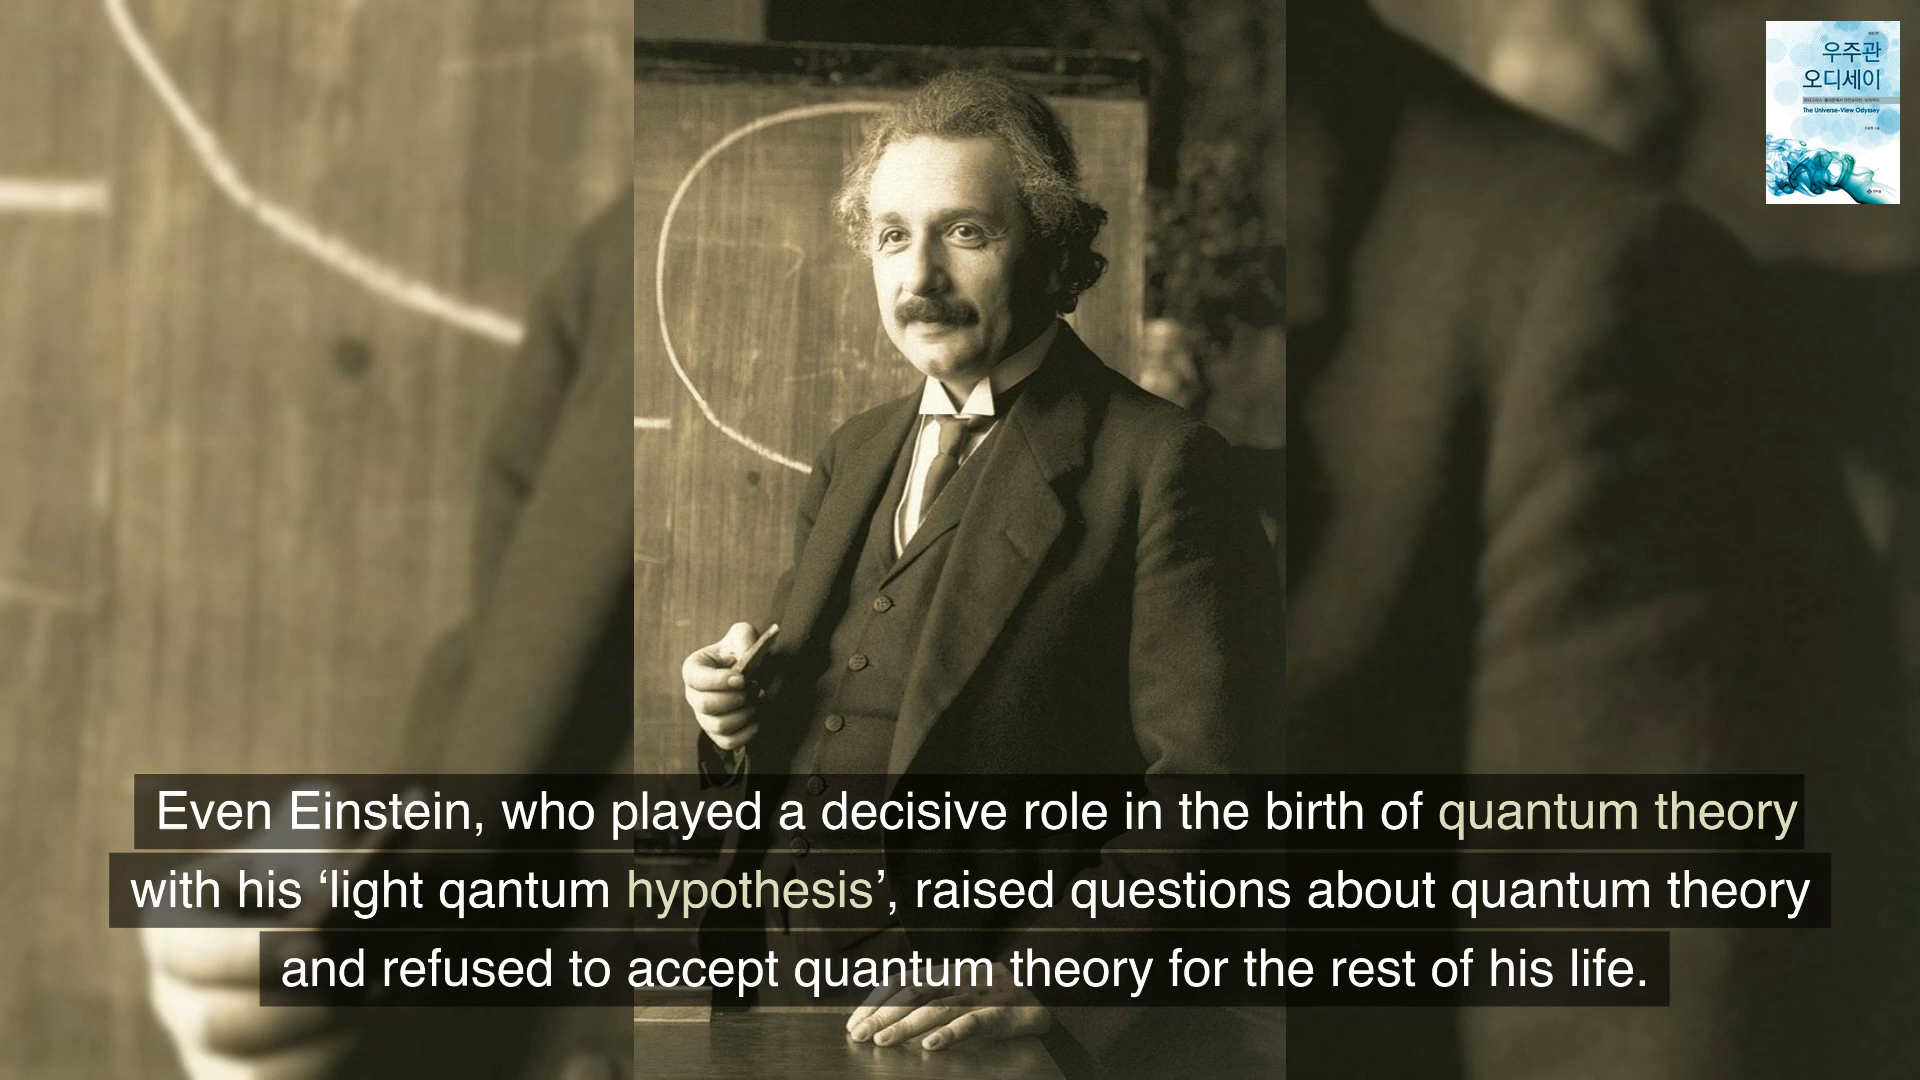 우주관
오디세이
The Universe-View Odyssey
Even Einstein, who played a decisive role in the birth of quantum theory
with his ‘light qantum hypothesis’, raised questions about quantum theory
and refused to accept quantum theory for the rest of his life.